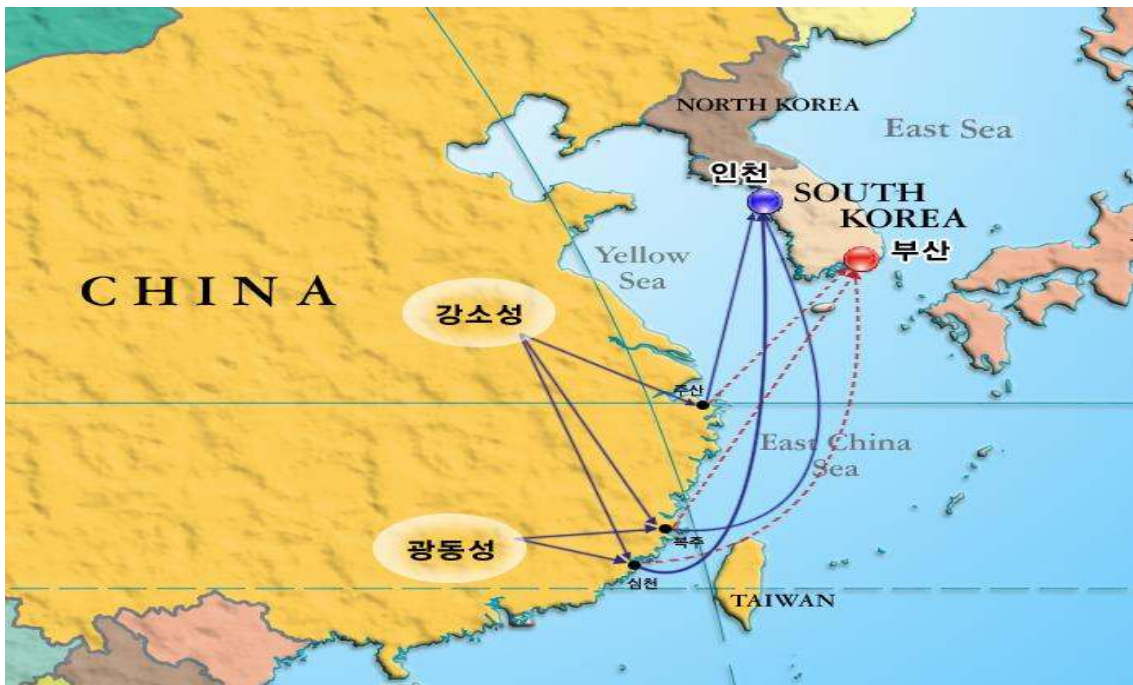 NORTH KOREA
East Sea
인천
SOUTH
KOREA
부산
Yellow
Sea
CHINA
강소성
주산
East China
Sea
광동성
복주
심천
TAIWAN